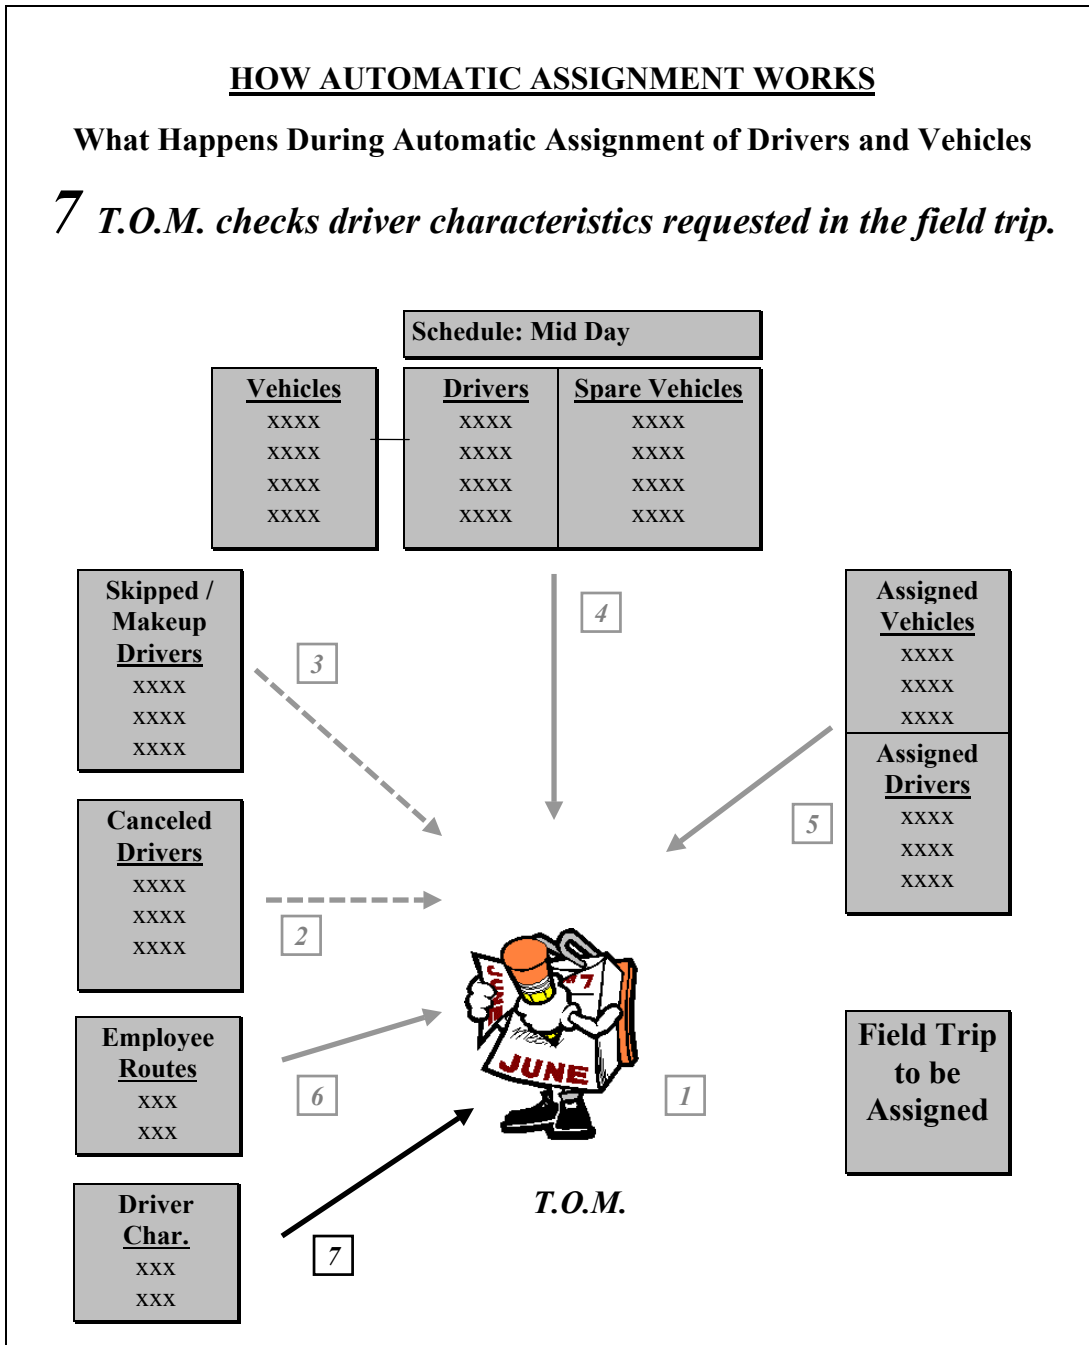 HOW AUTOMATIC ASSIGNMENT WORKS
What Happens During Automatic Assignment of Drivers and Vehicles
7 T.O.M. checks driver characteristics requested in the field trip.
Schedule: Mid Day
Vehicles
xxxx
xxxx
xxxx
xxxx
Drivers
xxxx
xxxx
xxxx
xxxx
Spare Vehicles
xxxx
xxxx
xxxx
xxxx
Skipped /
Makeup
Drivers
xxxx
xxxx
xxxx
3
4
Assigned
Vehicles
xxxx
xxxx
xxxx
Assigned
Drivers
xxxx
xxxx
xxxx
5
Canceled
Drivers
xxxx
xxxx
xxxx
2
Employee
Routes
xxx
xxx
6
JUNE
7
JUNE
1
Field Trip
to be
Assigned
Driver
Char.
xxx
xxx
7
T.O.M.